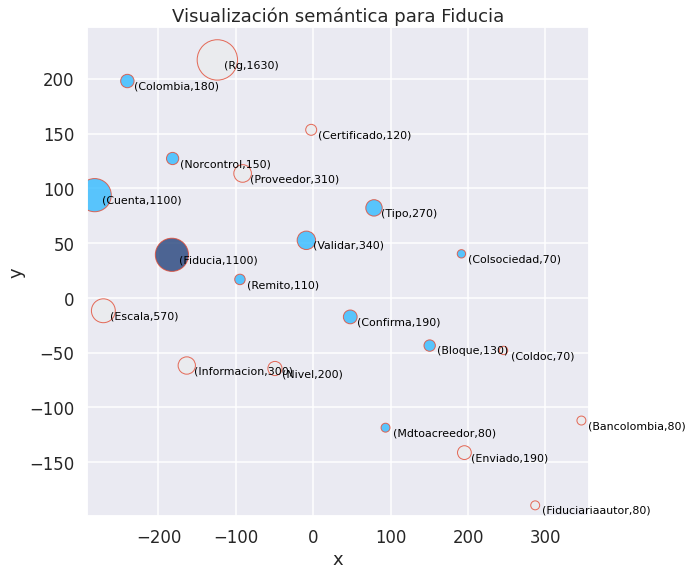 Visualización semántica para Fiducia
(Rg,1630)
(Colombia,180)
(Certificado,120)
(Norcontrol,150)
(Proveedor,310)
(Cuenta,1100)
(Tipo,270)
(Validar,340)
(Fiducia,1100)
(Colsociedad,70)
(Remito,110)
(Escala,570)
(Confirma,190)
(Bloque,130)
(Coldoc,70)
(Informacion,300)
(Nivel,200)
(Bancolombia,80)
(Mdtoacreedor,80)
(Enviado,190)
(Fiduciariaautor,80)
y
200
150
100
50
0
−50
−100
−150
−200
−100
0
100
200
300
x